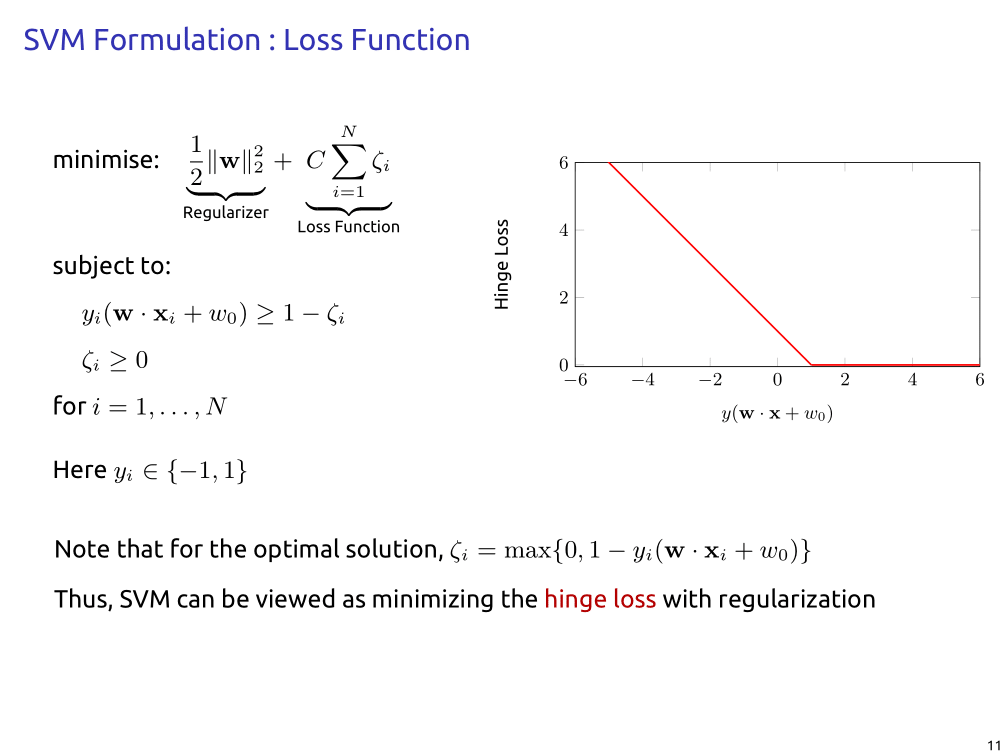 SVM Formulation : Loss Function
minimise: $\underbrace{\frac{1}{2}\|\mathbf{w}\|_2^2}_{\text{Regularizer}} + \underbrace{C \sum_{i=1}^{N} \zeta_i}_{\text{Loss Function}}$
subject to:
$y_i(\mathbf{w} \cdot \mathbf{x}_i + w_0) \geq 1 - \zeta_i$
$\zeta_i \geq 0$
for $i = 1, \ldots, N$
Here $y_i \in \{-1, 1\}$
Hinge Loss
6
4
2
0
−6 −4 −2 0 2 4 6
$y(\mathbf{w} \cdot \mathbf{x} + w_0)$
Note that for the optimal solution, $\zeta_i = \max\{0, 1 - y_i(\mathbf{w} \cdot \mathbf{x}_i + w_0)\}$
Thus, SVM can be viewed as minimizing the hinge loss with regularization
11